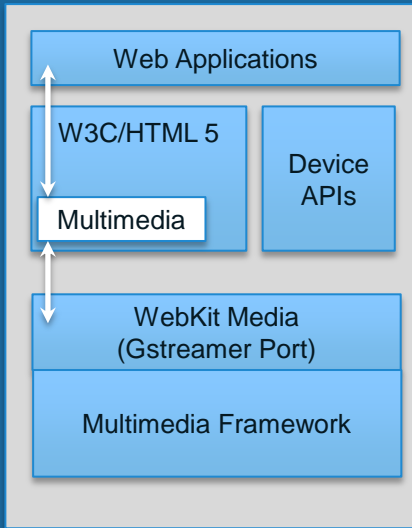 Web Applications
W3C/HTML 5
Device
APIs
Multimedia
WebKit Media
(Gstreamer Port)
Multimedia Framework